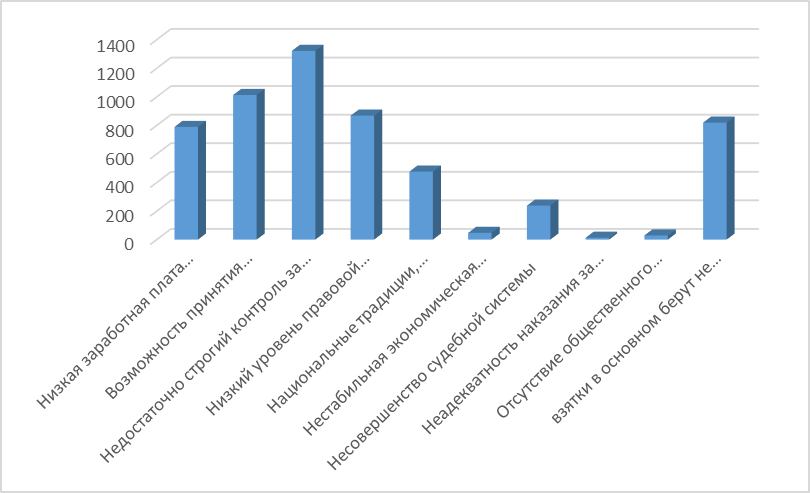 1400
1200
1000
800
600
400
200
0
Низкая заработная плата...
Возможность принятия...
Недостаточно строгий контроль за...
Низкий уровень правовой...
Национальные традиции,...
Нестабильная экономическая...
Несовершенство судебной системы
Неадекватность наказания за...
Отсутствие общественного...
взятки в основном берут не...